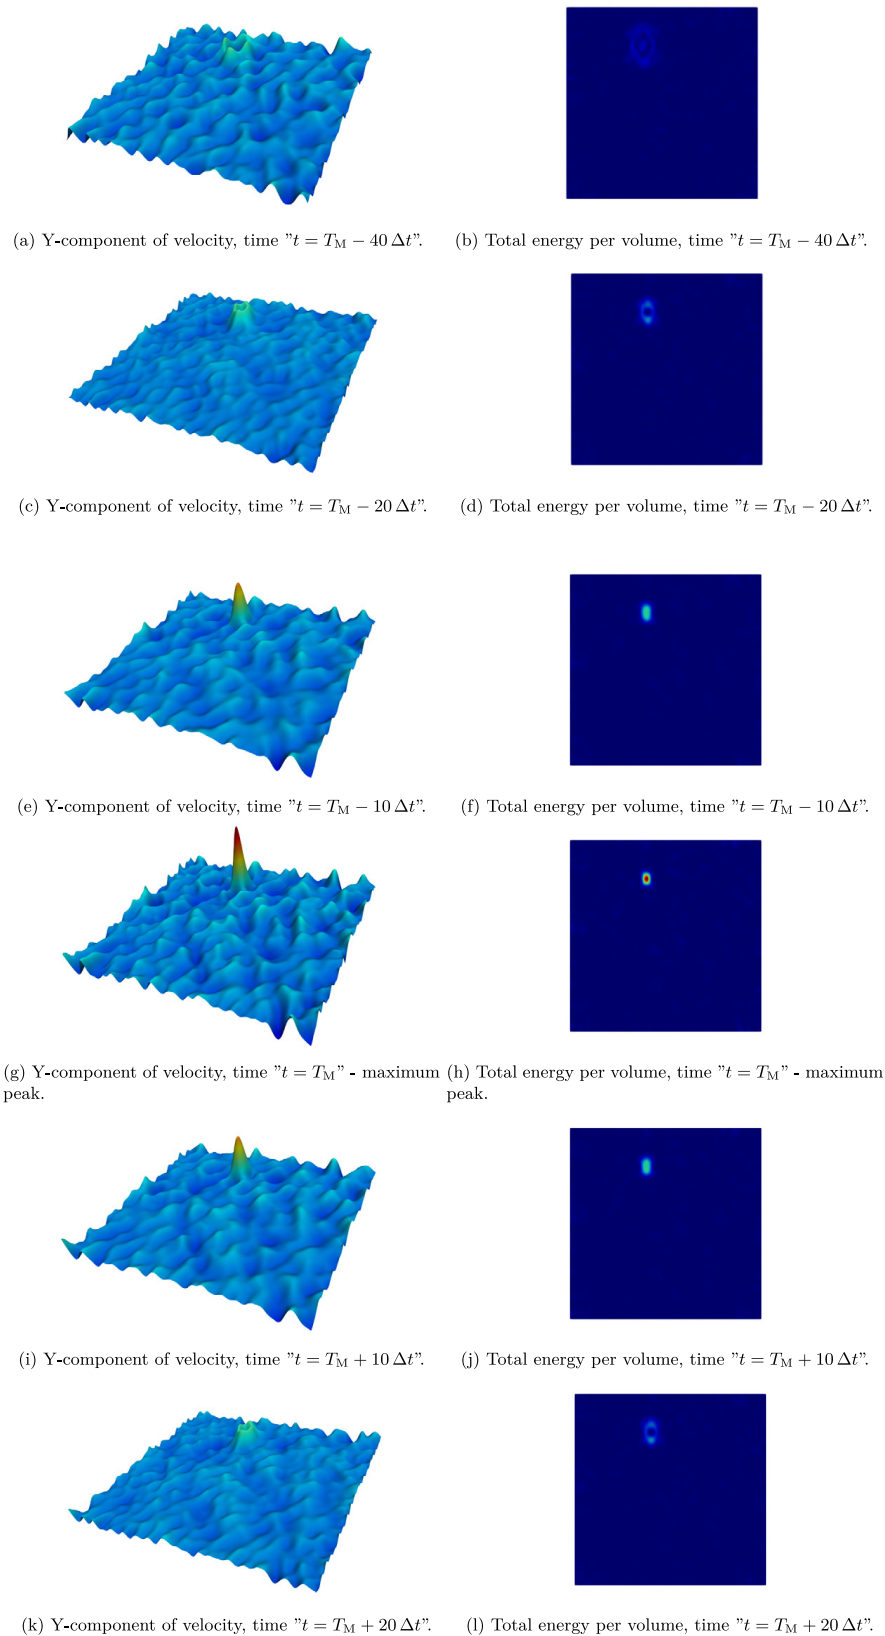 (a) Y-component of velocity, time "t = T_M − 40 Δt".
(b) Total energy per volume, time "t = T_M − 40 Δt".
(c) Y-component of velocity, time "t = T_M − 20 Δt".
(d) Total energy per volume, time "t = T_M − 20 Δt".
(e) Y-component of velocity, time "t = T_M − 10 Δt".
(f) Total energy per volume, time "t = T_M − 10 Δt".
(g) Y-component of velocity, time "t = T_M" - maximum
peak.
(h) Total energy per volume, time "t = T_M" - maximum
peak.
(i) Y-component of velocity, time "t = T_M + 10 Δt".
(j) Total energy per volume, time "t = T_M + 10 Δt".
(k) Y-component of velocity, time "t = T_M + 20 Δt".
(l) Total energy per volume, time "t = T_M + 20 Δt".